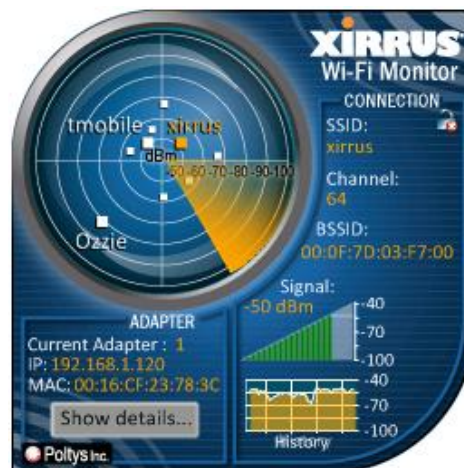 XIRRUS
Wi-Fi Monitor
CONNECTION
SSID:
xirrus
Channel:
64
BSSID:
00:0F:7D:03:F7:00
Signal:
-50 dBm
-40
-70
-100
-40
-70
-100
History
tmobile
xirrus
dBm
-50 -60 -70 -80 -90 -100
Ozzie
ADAPTER
Current Adapter : 1
IP: 192.168.1.120
MAC: 00:16:CF:23:78:3C
Show details...
Poltys Inc.